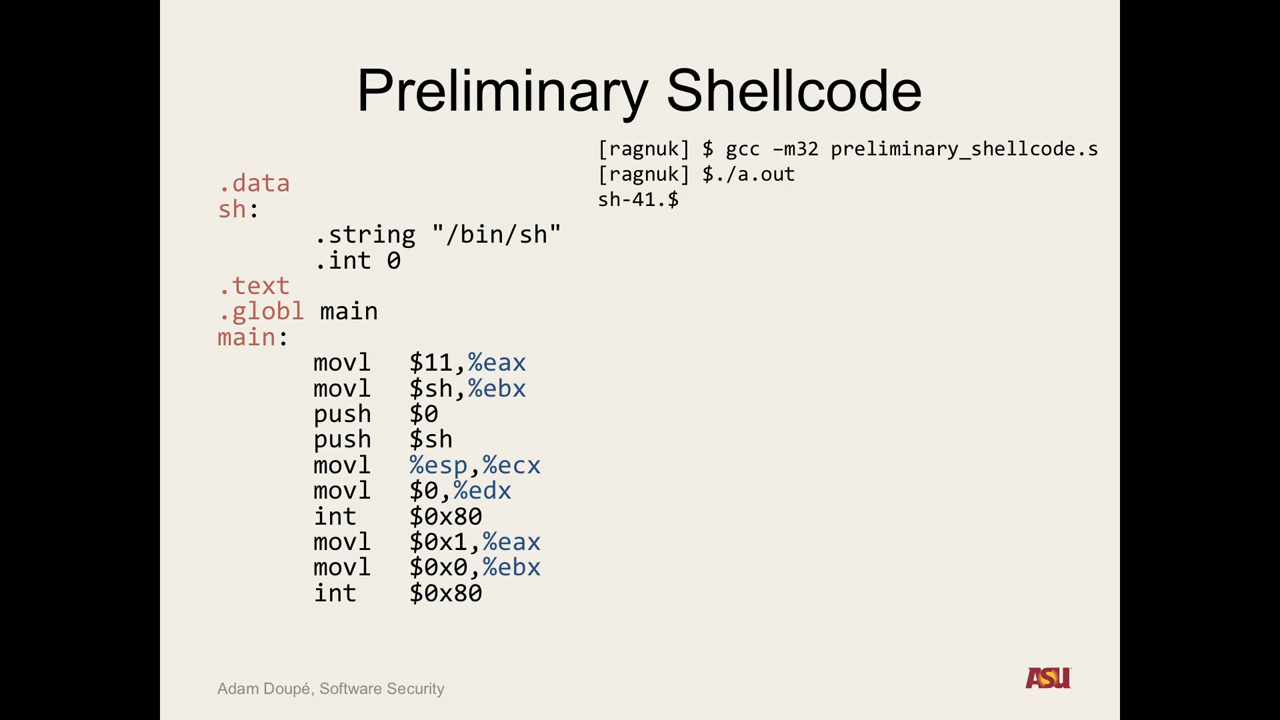 Preliminary Shellcode
[ragnuk] $ gcc –m32 preliminary_shellcode.s
[ragnuk] $./a.out
sh-41.$
.data
sh:
.string "/bin/sh"
.int 0
.text
.globl main
main:
movl $11,%eax
movl $sh,%ebx
push $0
push $sh
movl %esp,%ecx
movl $0,%edx
int $0x80
movl $0x1,%eax
movl $0x0,%ebx
int $0x80
Adam Doupé, Software Security
ASU